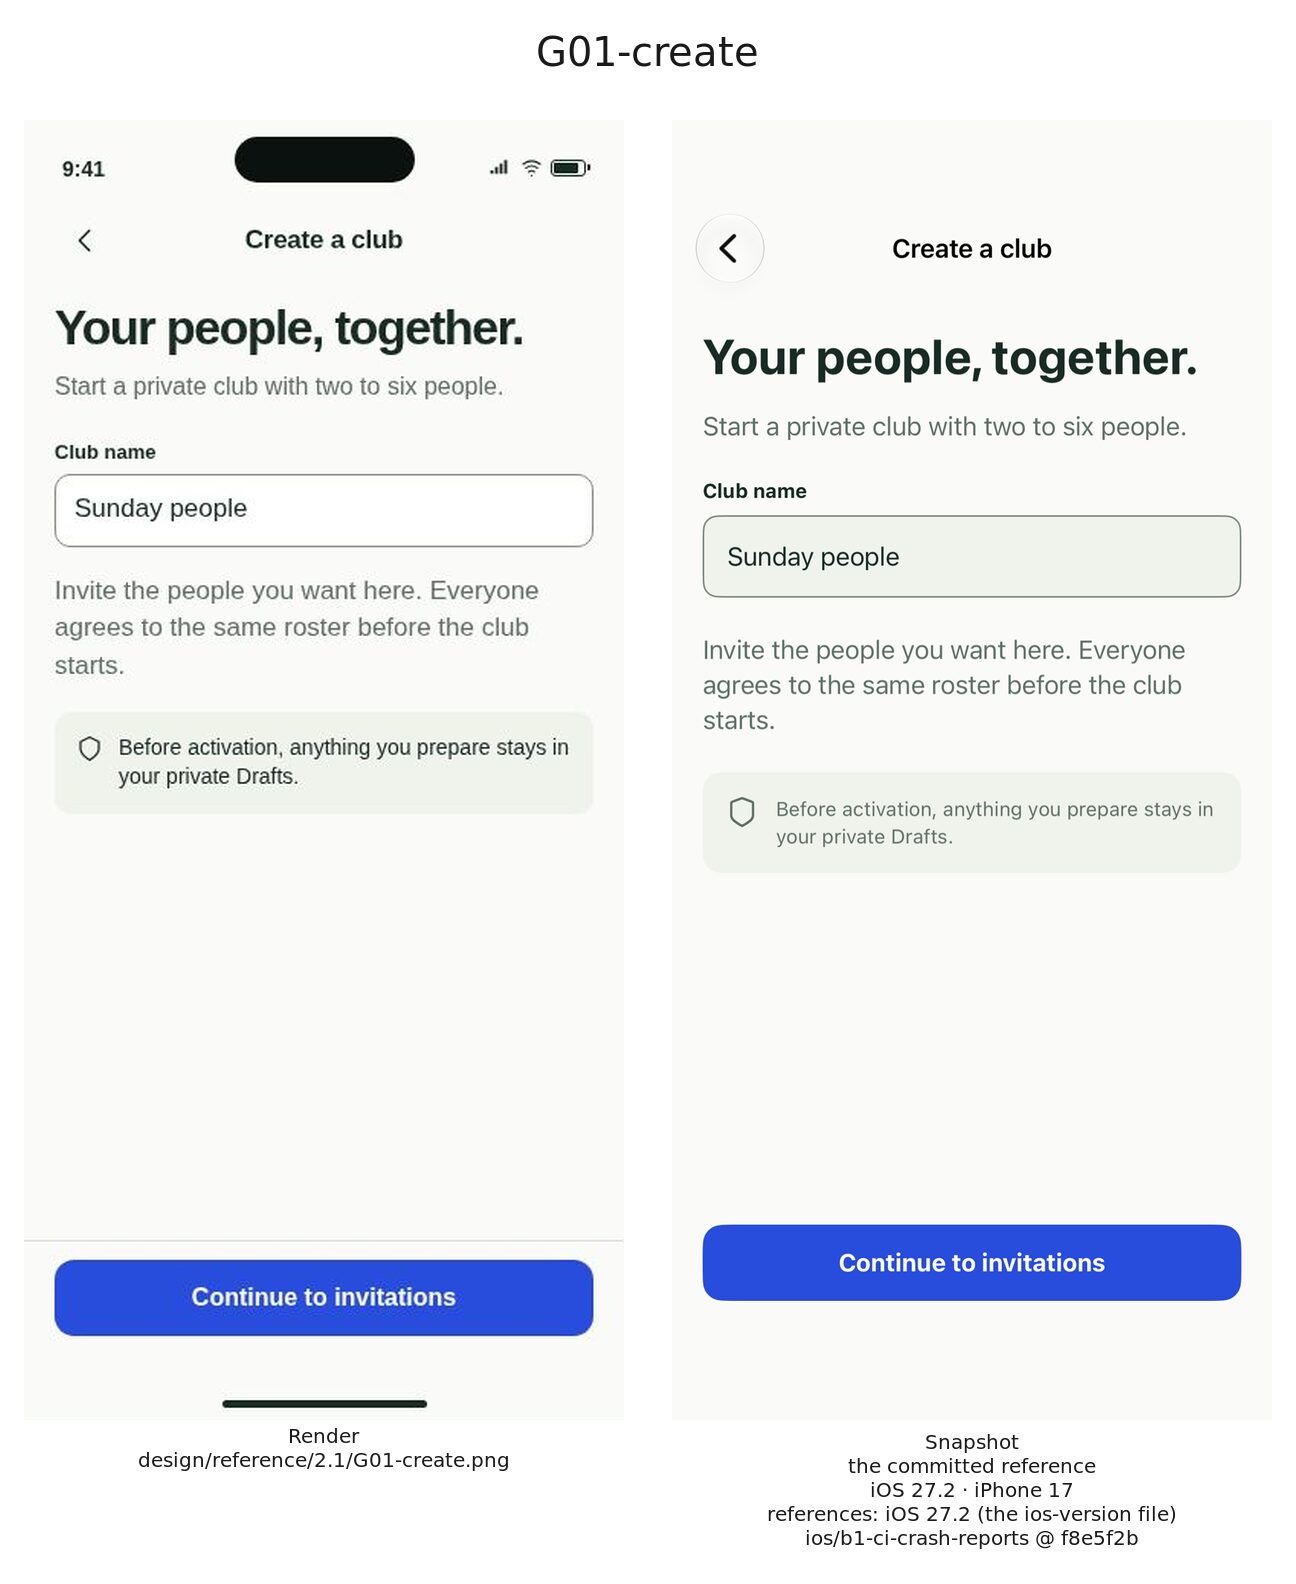 G01-create
9:41
Create a club
Your people, together.
Start a private club with two to six people.
Club name
Sunday people
Invite the people you want here. Everyone
agrees to the same roster before the club
starts.
Before activation, anything you prepare stays in
your private Drafts.
Continue to invitations
Render
design/reference/2.1/G01-create.png
Create a club
Your people, together.
Start a private club with two to six people.
Club name
Sunday people
Invite the people you want here. Everyone
agrees to the same roster before the club
starts.
Before activation, anything you prepare stays in
your private Drafts.
Continue to invitations
Snapshot
the committed reference
iOS 27.2 · iPhone 17
references: iOS 27.2 (the ios-version file)
ios/b1-ci-crash-reports @ f8e5f2b